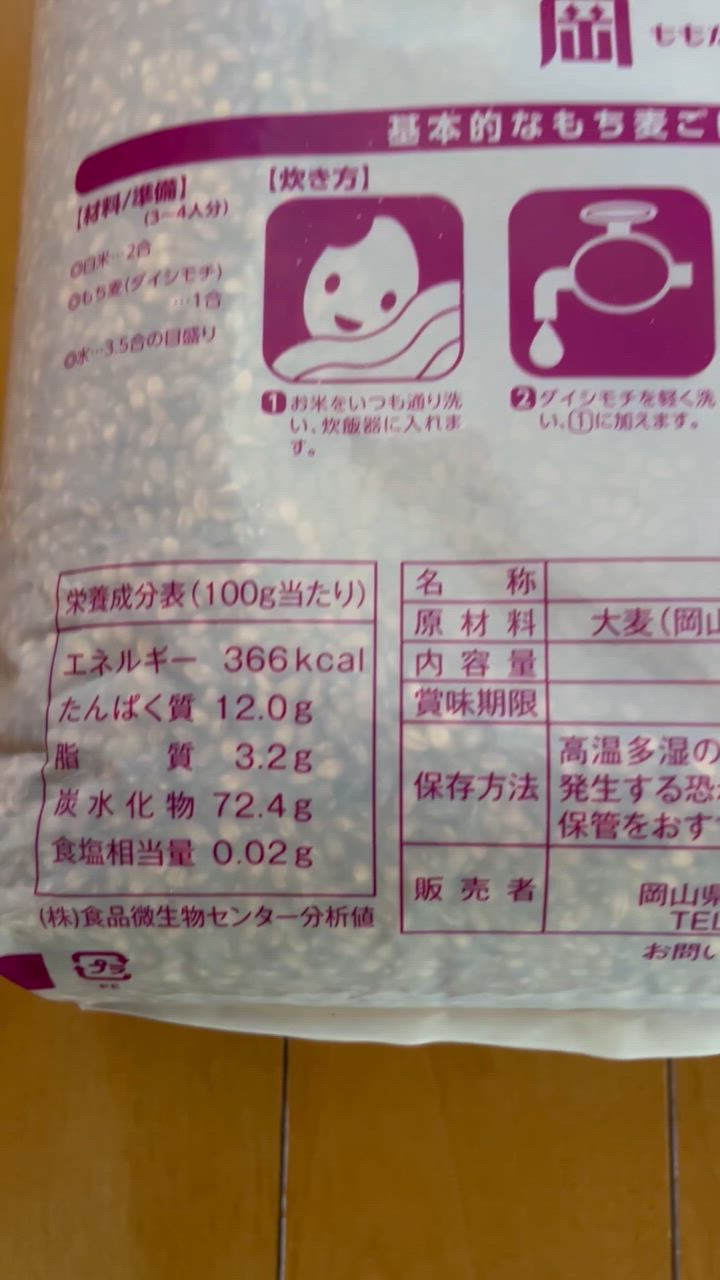 岡
ももた
基本的なもち麦ご
【材料/準備】
(3~4人分)
◎白米…2合
◎もち麦(ダイシモチ)
…1合
◎水…3.5合の目盛り
【炊き方】
1 お米をいつも通り洗
い、炊飯器に入れま
す。
2 ダイシモチを軽く洗
い、①に加えます。
栄養成分表(100g当たり)
エネルギー 366kcal
たんぱく質 12.0g
脂質 3.2g
炭水化物 72.4g
食塩相当量 0.02g
(株)食品微生物センター分析値
プラ
PE
名称
原材料 大麦(岡山
内容量
賞味期限
保存方法 高温多湿の
発生する恐
保管をおす
販売者 岡山県
TEL
お問い